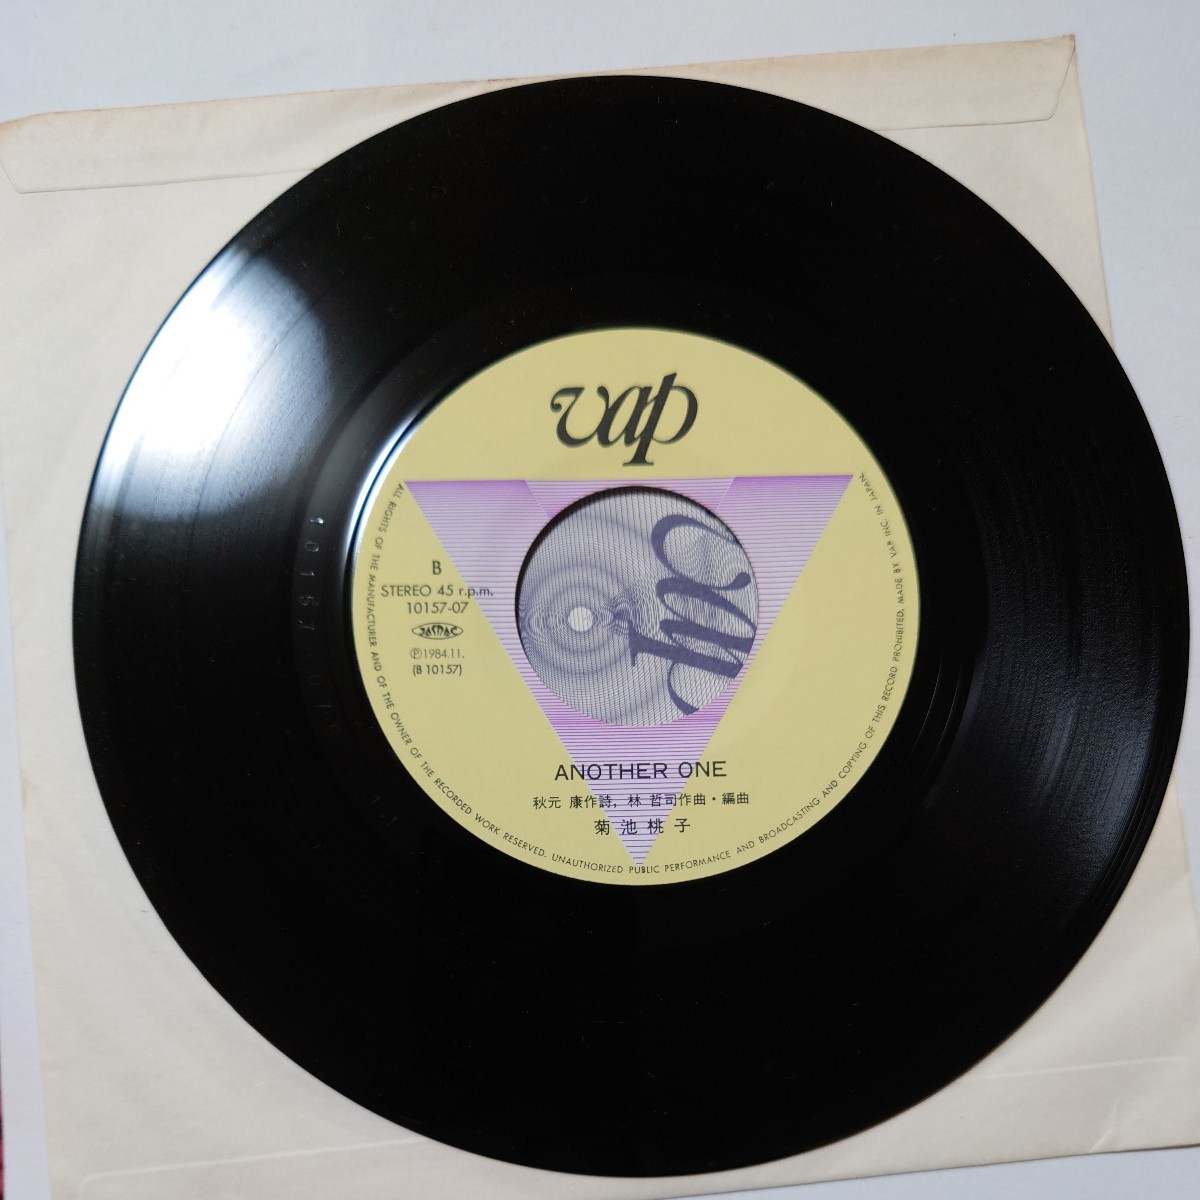 vap
B
STEREO 45 r.p.m.
10157-07
JASRAC
Ⓟ1984.11.
(B 10157)
ANOTHER ONE
秋元 康作詩, 林 哲司作曲・編曲
菊池桃子
ALL RIGHTS OF THE MANUFACTURER AND OF THE OWNER OF THE RECORDED WORK RESERVED. UNAUTHORIZED PUBLIC PERFORMANCE AND BROADCASTING AND COPYING OF THIS RECORD PROHIBITED, MADE BY VAP INC. IN JAPAN.
vap